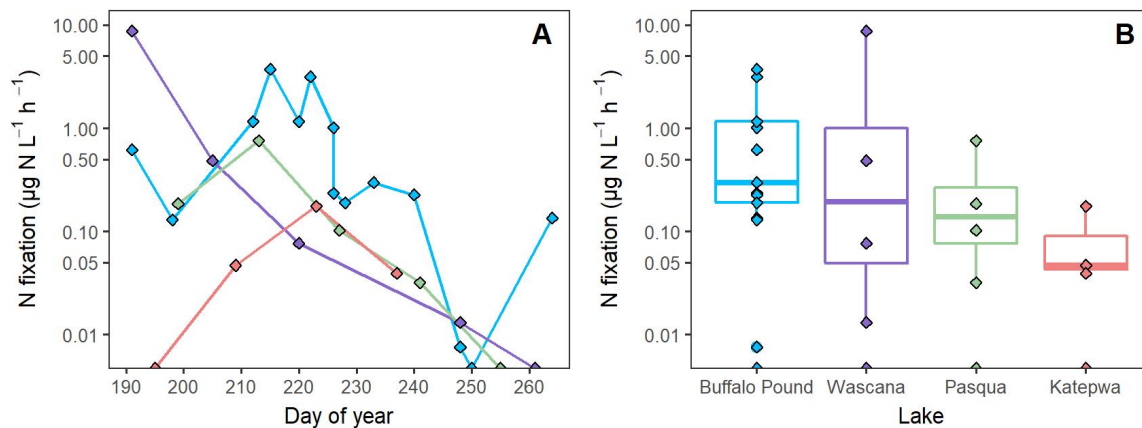 A
N fixation (µg N L⁻¹ h⁻¹)
10.00
5.00
1.00
0.50
0.10
0.05
0.01
190 200 210 220 230 240 250 260
Day of year
B
N fixation (µg N L⁻¹ h⁻¹)
10.00
5.00
1.00
0.50
0.10
0.05
0.01
Buffalo Pound Wascana Pasqua Katepwa
Lake